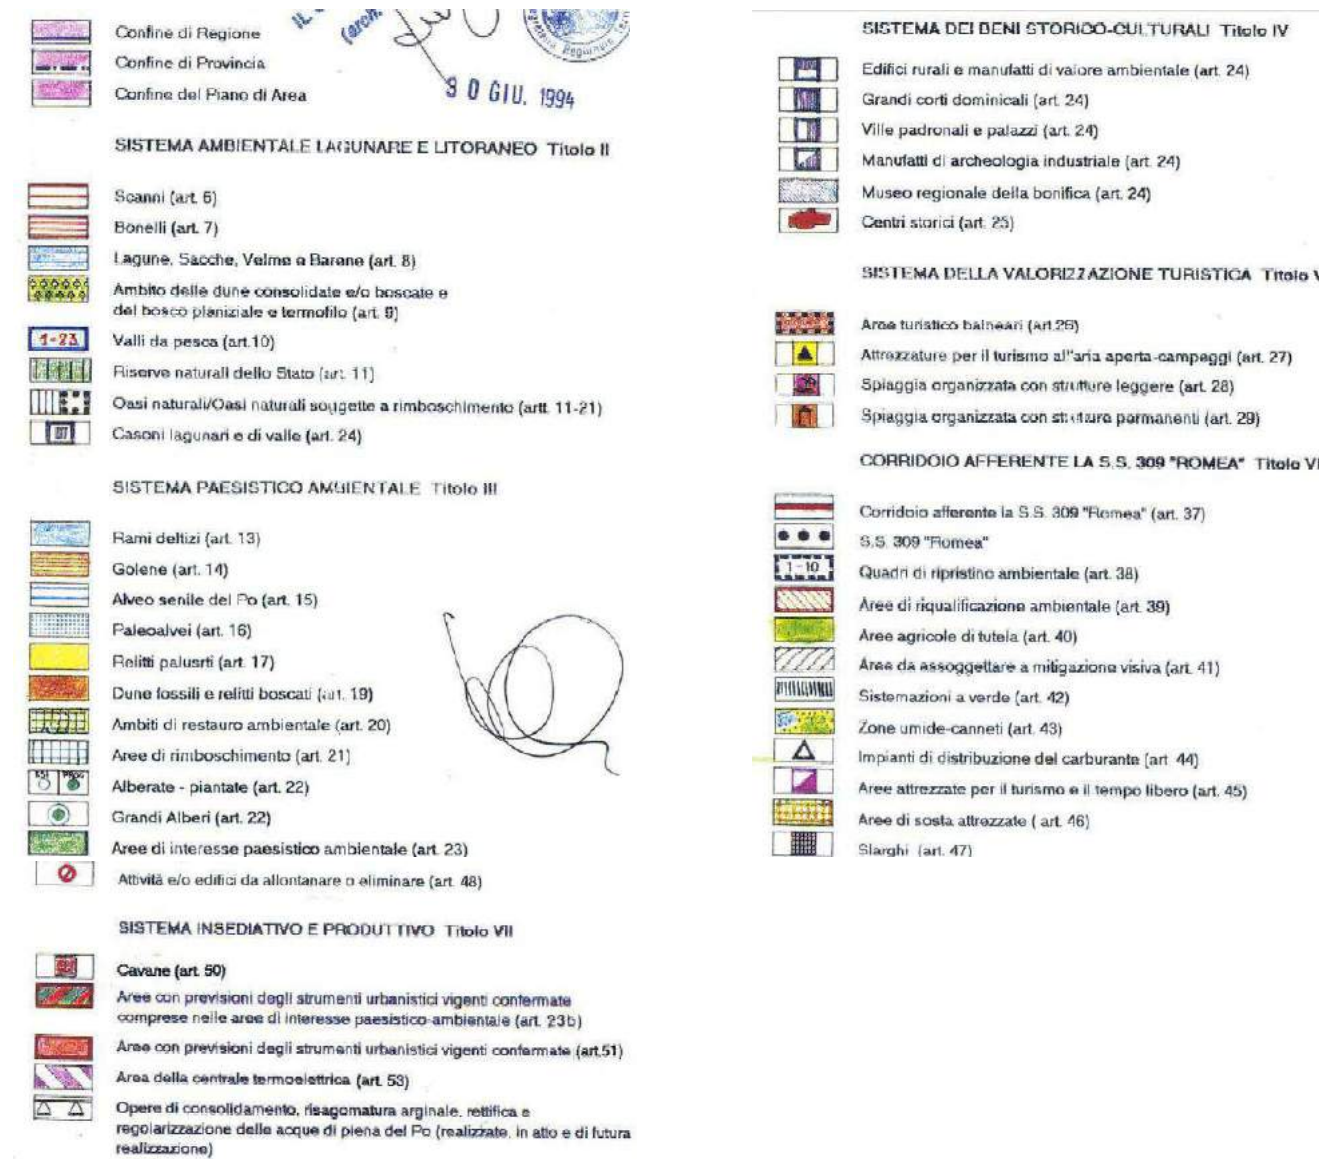 Confine di Regione
Confine di Provincia
Confine del Piano di Area
(arch.
30 GIU. 1994
SISTEMA AMBIENTALE LAGUNARE E LITORANEO Titolo II
Scanni (art. 6)
Bonelli (art. 7)
Lagune, Sacche, Velme e Barene (art. 8)
Ambito delle dune consolidate e/o boscate e
del bosco planiziale e termofilo (art. 9)
1-23
Valli da pesca (art.10)
Riserve naturali dello Stato (art. 11)
Oasi naturali/Oasi naturali soggette a rimboschimento (artt. 11-21)
Casoni lagunari e di valle (art. 24)
SISTEMA PAESISTICO AMBIENTALE Titolo III
Rami deltizi (art. 13)
Golene (art. 14)
Alveo senile del Po (art. 15)
Paleoalvei (art. 16)
Relitti palusrti (art. 17)
Dune fossili e relitti boscati (art. 19)
Ambiti di restauro ambientale (art. 20)
Aree di rimboschimento (art. 21)
Alberate - piantate (art. 22)
Grandi Alberi (art. 22)
Aree di interesse paesistico ambientale (art. 23)
Attività e/o edifici da allontanare o eliminare (art. 48)
SISTEMA INSEDIATIVO E PRODUTTIVO Titolo VII
Cavane (art. 50)
Aree con previsioni degli strumenti urbanistici vigenti confermate
comprese nelle aree di interesse paesistico-ambientale (art. 23b)
Aree con previsioni degli strumenti urbanistici vigenti confermate (art.51)
Area della centrale termoelettrica (art. 53)
Opere di consolidamento, risagomatura arginale, rettifica e
regolarizzazione delle acque di piena del Po (realizzate, in atto e di futura
realizzazione)
SISTEMA DEI BENI STORICO-CULTURALI Titolo IV
Edifici rurali e manufatti di valore ambientale (art. 24)
Grandi corti dominicali (art. 24)
Ville padronali e palazzi (art. 24)
Manufatti di archeologia industriale (art. 24)
Museo regionale della bonifica (art. 24)
Centri storici (art. 25)
SISTEMA DELLA VALORIZZAZIONE TURISTICA Titolo V
Aree turistico balneari (art.26)
Attrezzature per il turismo all'aria aperta-campeggi (art. 27)
Spiaggia organizzata con strutture leggere (art. 28)
Spiaggia organizzata con strutture permanenti (art. 29)
CORRIDOIO AFFERENTE LA S.S. 309 "ROMEA" Titolo VI
Corridoio afferente la S.S. 309 "Romea" (art. 37)
S.S. 309 "Romea"
1-10
Quadri di ripristino ambientale (art. 38)
Aree di riqualificazione ambientale (art. 39)
Aree agricole di tutela (art. 40)
Aree da assoggettare a mitigazione visiva (art. 41)
Sistemazioni a verde (art. 42)
Zone umide-canneti (art. 43)
Impianti di distribuzione del carburante (art. 44)
Aree attrezzate per il turismo e il tempo libero (art. 45)
Aree di sosta attrezzate ( art. 46)
Slarghi (art. 47)